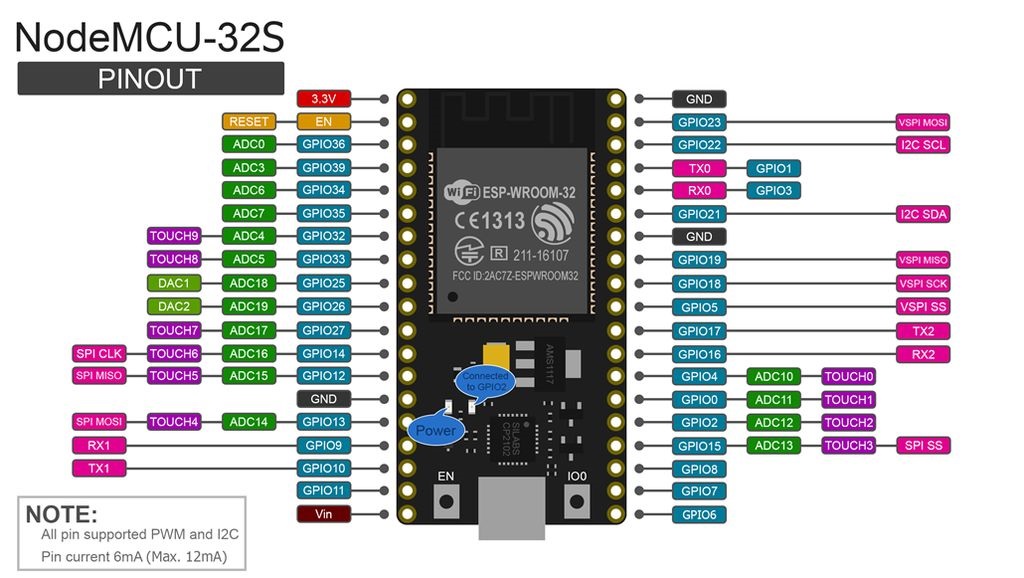 NodeMCU-32S
PINOUT
3.3V
RESET EN
ADC0 GPIO36
ADC3 GPIO39
ADC6 GPIO34
ADC7 GPIO35
TOUCH9 ADC4 GPIO32
TOUCH8 ADC5 GPIO33
DAC1 ADC18 GPIO25
DAC2 ADC19 GPIO26
TOUCH7 ADC17 GPIO27
SPI CLK TOUCH6 ADC16 GPIO14
SPI MISO TOUCH5 ADC15 GPIO12
GND
SPI MOSI TOUCH4 ADC14 GPIO13
RX1 GPIO9
TX1 GPIO10
GPIO11
Vin
WiFi ESP-WROOM-32
CE1313
R 211-16107
FCC ID:2AC7Z-ESPWROOM32
AMS1117
Connected
to GPIO2
Power
SILABS
CP2102
EN
IO0
GND
GPIO23 VSPI MOSI
GPIO22 I2C SCL
TX0 GPIO1
RX0 GPIO3
GPIO21 I2C SDA
GND
GPIO19 VSPI MISO
GPIO18 VSPI SCK
GPIO5 VSPI SS
GPIO17 TX2
GPIO16 RX2
GPIO4 ADC10 TOUCH0
GPIO0 ADC11 TOUCH1
GPIO2 ADC12 TOUCH2
GPIO15 ADC13 TOUCH3 SPI SS
GPIO8
GPIO7
GPIO6
NOTE:
All pin supported PWM and I2C
Pin current 6mA (Max. 12mA)